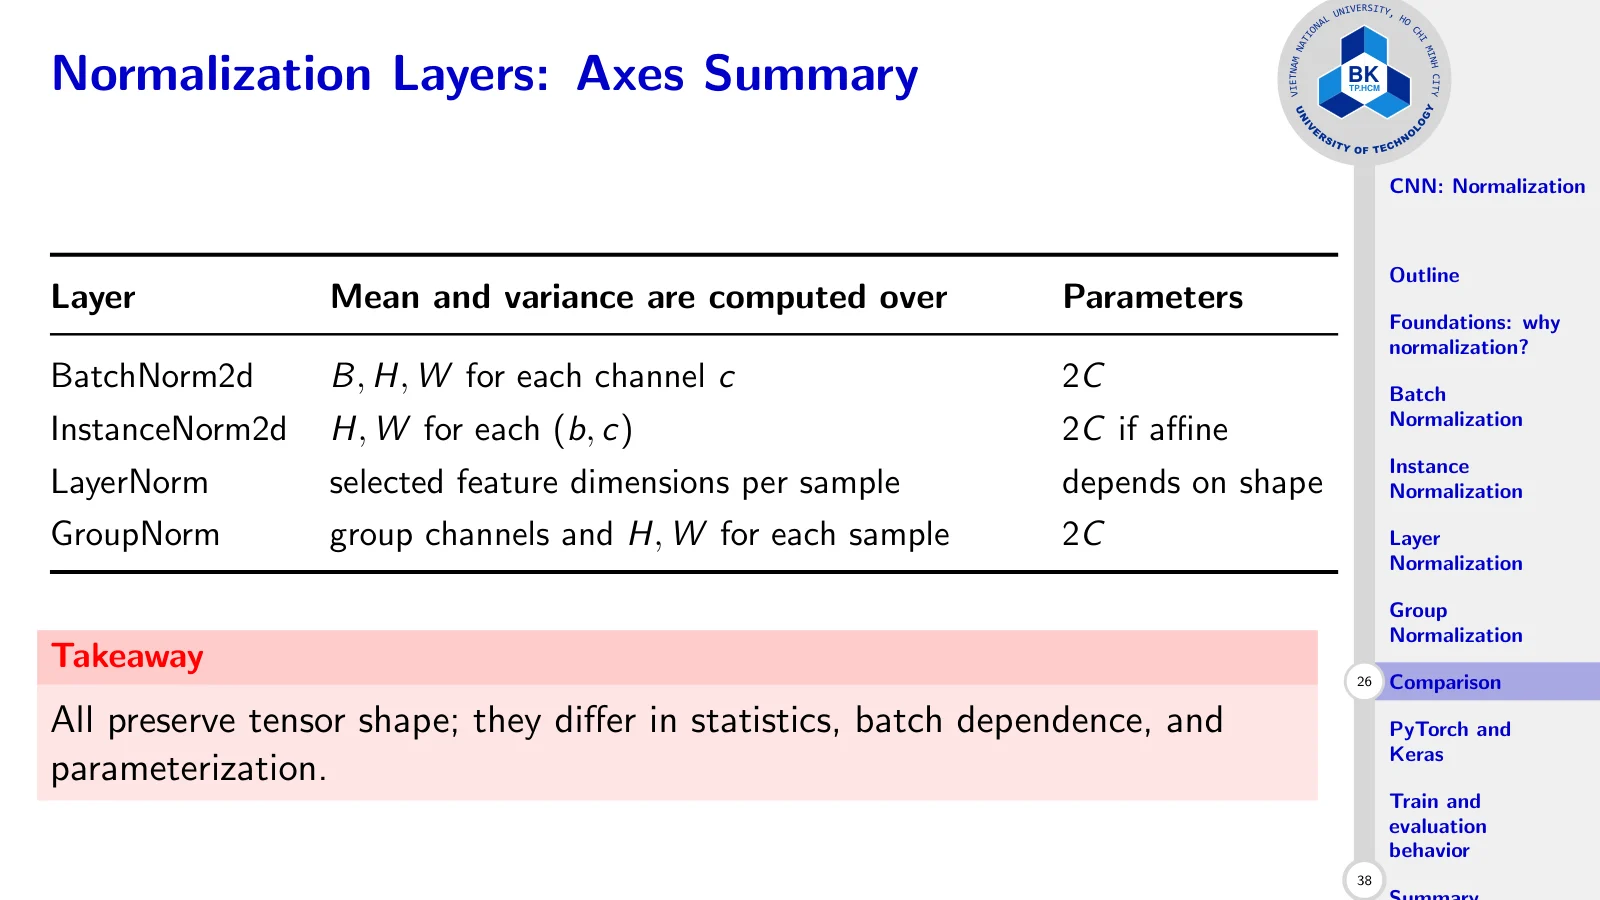 Normalization Layers: Axes Summary
VIETNAM NATIONAL UNIVERSITY, HO CHI MINH CITY
BK
TP.HCM
UNIVERSITY OF TECHNOLOGY
Layer Mean and variance are computed over Parameters
BatchNorm2d B, H, W for each channel c 2C
InstanceNorm2d H, W for each (b, c) 2C if affine
LayerNorm selected feature dimensions per sample depends on shape
GroupNorm group channels and H, W for each sample 2C
Takeaway
All preserve tensor shape; they differ in statistics, batch dependence, and
parameterization.
CNN: Normalization
Outline
Foundations: why
normalization?
Batch
Normalization
Instance
Normalization
Layer
Normalization
Group
Normalization
26 Comparison
PyTorch and
Keras
Train and
evaluation
behavior
38
Summary